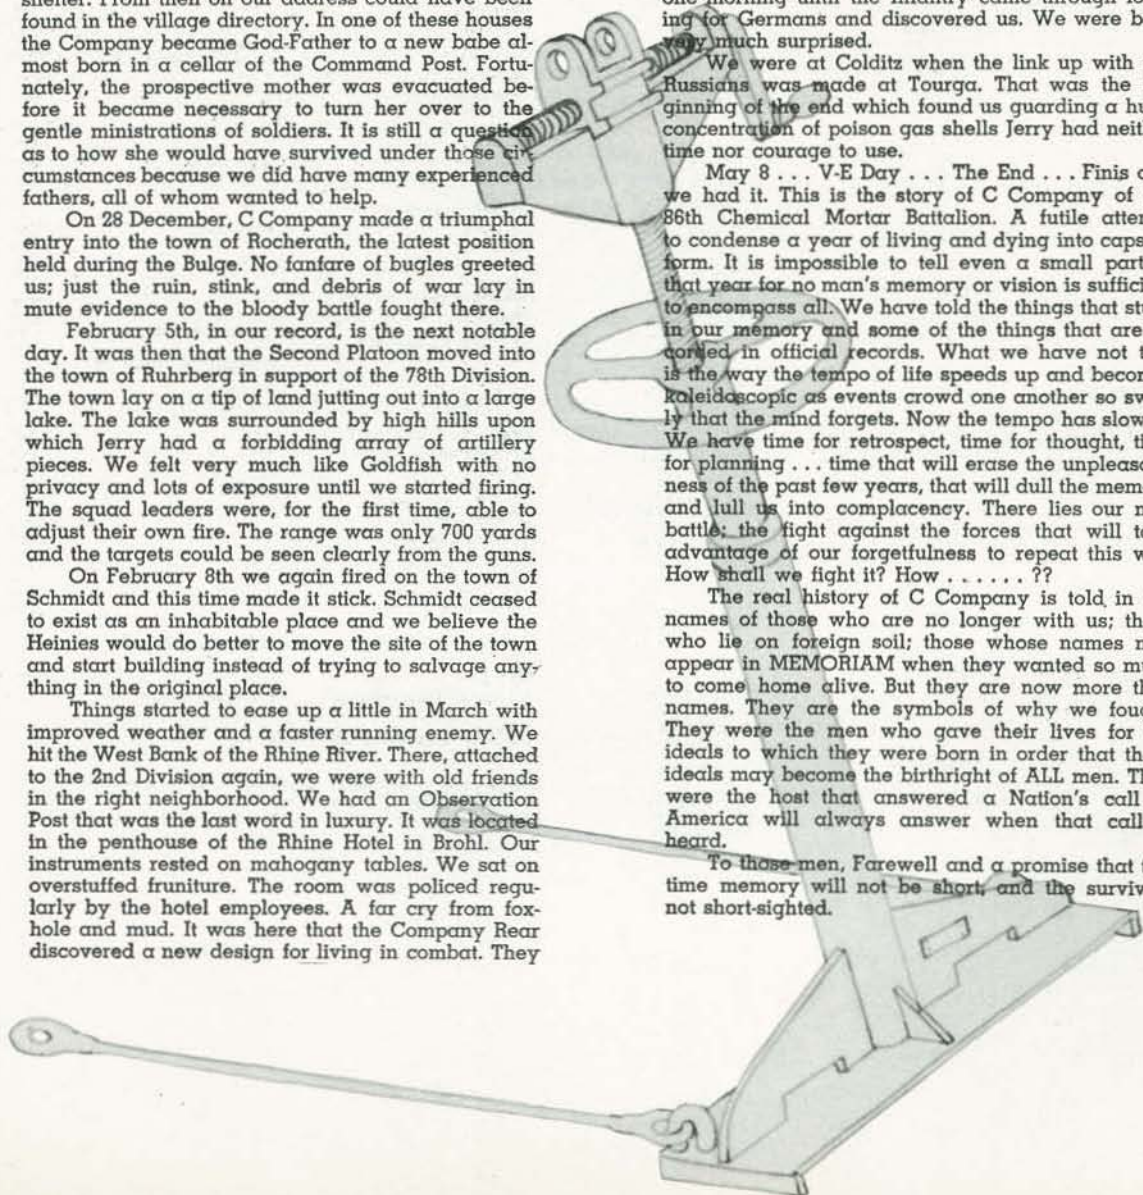 shelter. From then on our address could have been
found in the village directory. In one of these houses
the Company became God-Father to a new babe al-
most born in a cellar of the Command Post. Fortu-
nately, the prospective mother was evacuated be-
fore it became necessary to turn her over to the
gentle ministrations of soldiers. It is still a question
as to how she would have survived under those cir-
cumstances because we did have many experienced
fathers, all of whom wanted to help.
On 28 December, C Company made a triumphal
entry into the town of Rocherath, the latest position
held during the Bulge. No fanfare of bugles greeted
us; just the ruin, stink, and debris of war lay in
mute evidence to the bloody battle fought there.
February 5th, in our record, is the next notable
day. It was then that the Second Platoon moved into
the town of Ruhrberg in support of the 78th Division.
The town lay on a tip of land jutting out into a large
lake. The lake was surrounded by high hills upon
which Jerry had a forbidding array of artillery
pieces. We felt very much like Goldfish with no
privacy and lots of exposure until we started firing.
The squad leaders were, for the first time, able to
adjust their own fire. The range was only 700 yards
and the targets could be seen clearly from the guns.
On February 8th we again fired on the town of
Schmidt and this time made it stick. Schmidt ceased
to exist as an inhabitable place and we believe the
Heinies would do better to move the site of the town
and start building instead of trying to salvage any-
thing in the original place.
Things started to ease up a little in March with
improved weather and a faster running enemy. We
hit the West Bank of the Rhine River. There, attached
to the 2nd Division again, we were with old friends
in the right neighborhood. We had an Observation
Post that was the last word in luxury. It was located
in the penthouse of the Rhine Hotel in Brohl. Our
instruments rested on mahogany tables. We sat on
overstuffed fruniture. The room was policed regu-
larly by the hotel employees. A far cry from fox-
hole and mud. It was here that the Company Rear
discovered a new design for living in combat. They
one morning until the Infantry came through lo
ing for Germans and discovered us. We were b
very much surprised.
We were at Colditz when the link up with
Russians was made at Tourga. That was the
ginning of the end which found us guarding a hu
concentration of poison gas shells Jerry had neit
time nor courage to use.
May 8 . . . V-E Day . . . The End . . . Finis a
we had it. This is the story of C Company of
86th Chemical Mortar Battalion. A futile atte
to condense a year of living and dying into caps
form. It is impossible to tell even a small part
that year for no man's memory or vision is suffici
to encompass all. We have told the things that sti
in our memory and some of the things that are
corded in official records. What we have not t
is the way the tempo of life speeds up and becom
kaleidoscopic as events crowd one another so sw
ly that the mind forgets. Now the tempo has slow
We have time for retrospect, time for thought, ti
for planning . . . time that will erase the unpleas
ness of the past few years, that will dull the mem
and lull us into complacency. There lies our n
battle; the fight against the forces that will t
advantage of our forgetfulness to repeat this w
How shall we fight it? How . . . . . . ??
The real history of C Company is told in
names of those who are no longer with us; th
who lie on foreign soil; those whose names n
appear in MEMORIAM when they wanted so mu
to come home alive. But they are now more th
names. They are the symbols of why we foug
They were the men who gave their lives for
ideals to which they were born in order that th
ideals may become the birthright of ALL men. Th
were the host that answered a Nation's call
America will always answer when that call
heard.
To those men, Farewell and a promise that t
time memory will not be short, and the surviv
not short-sighted.